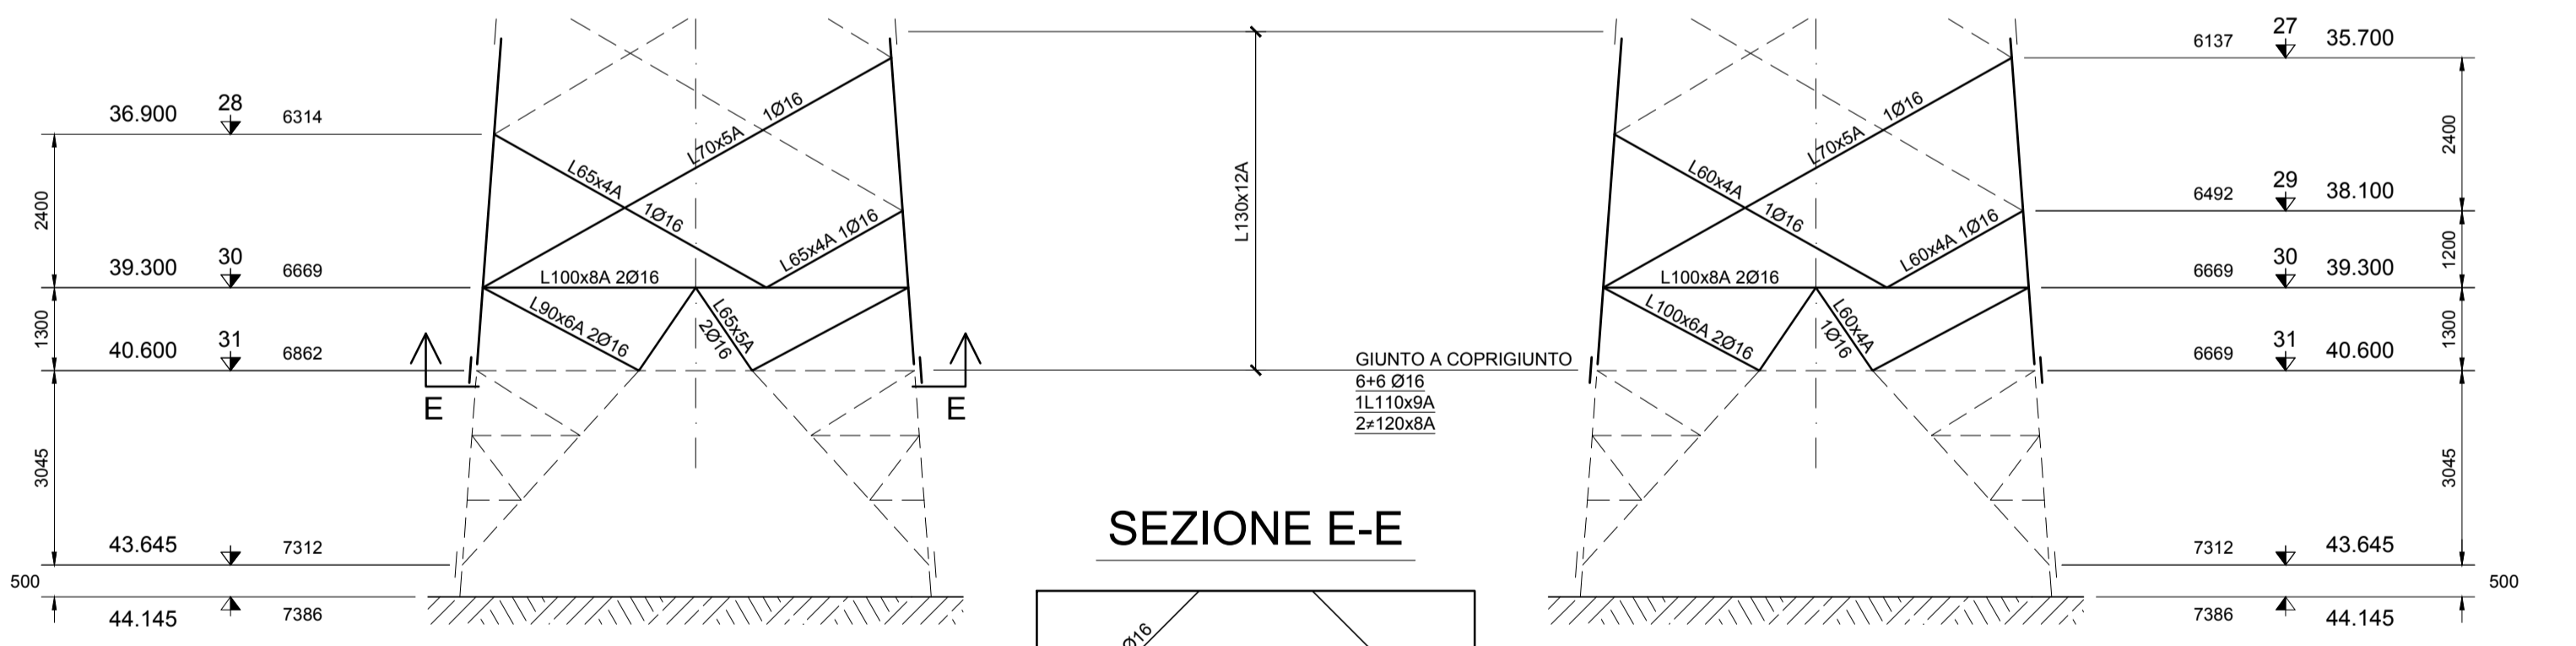 36.900 28 6314
2400
39.300 30 6669
1300
40.600 31 6862
3045
43.645 7312
500
44.145 7386
1Ø16
L70x5A
L65x4A
1Ø16
L65x4A 1Ø16
L100x8A 2Ø16
L90x6A 2Ø16
L65x5A
2Ø16
E E
L130x12A
GIUNTO A COPRIGIUNTO
6+6 Ø16
1L110x9A
2≠120x8A
SEZIONE E-E
Ø16
1Ø16
L70x5A
L60x4A
1Ø16
L60x4A 1Ø16
L100x8A 2Ø16
L100x6A 2Ø16
L60x4A
1Ø16
6137 27 35.700
2400
6492 29 38.100
1200
6669 30 39.300
1300
6669 31 40.600
3045
7312 43.645
500
7386 44.145